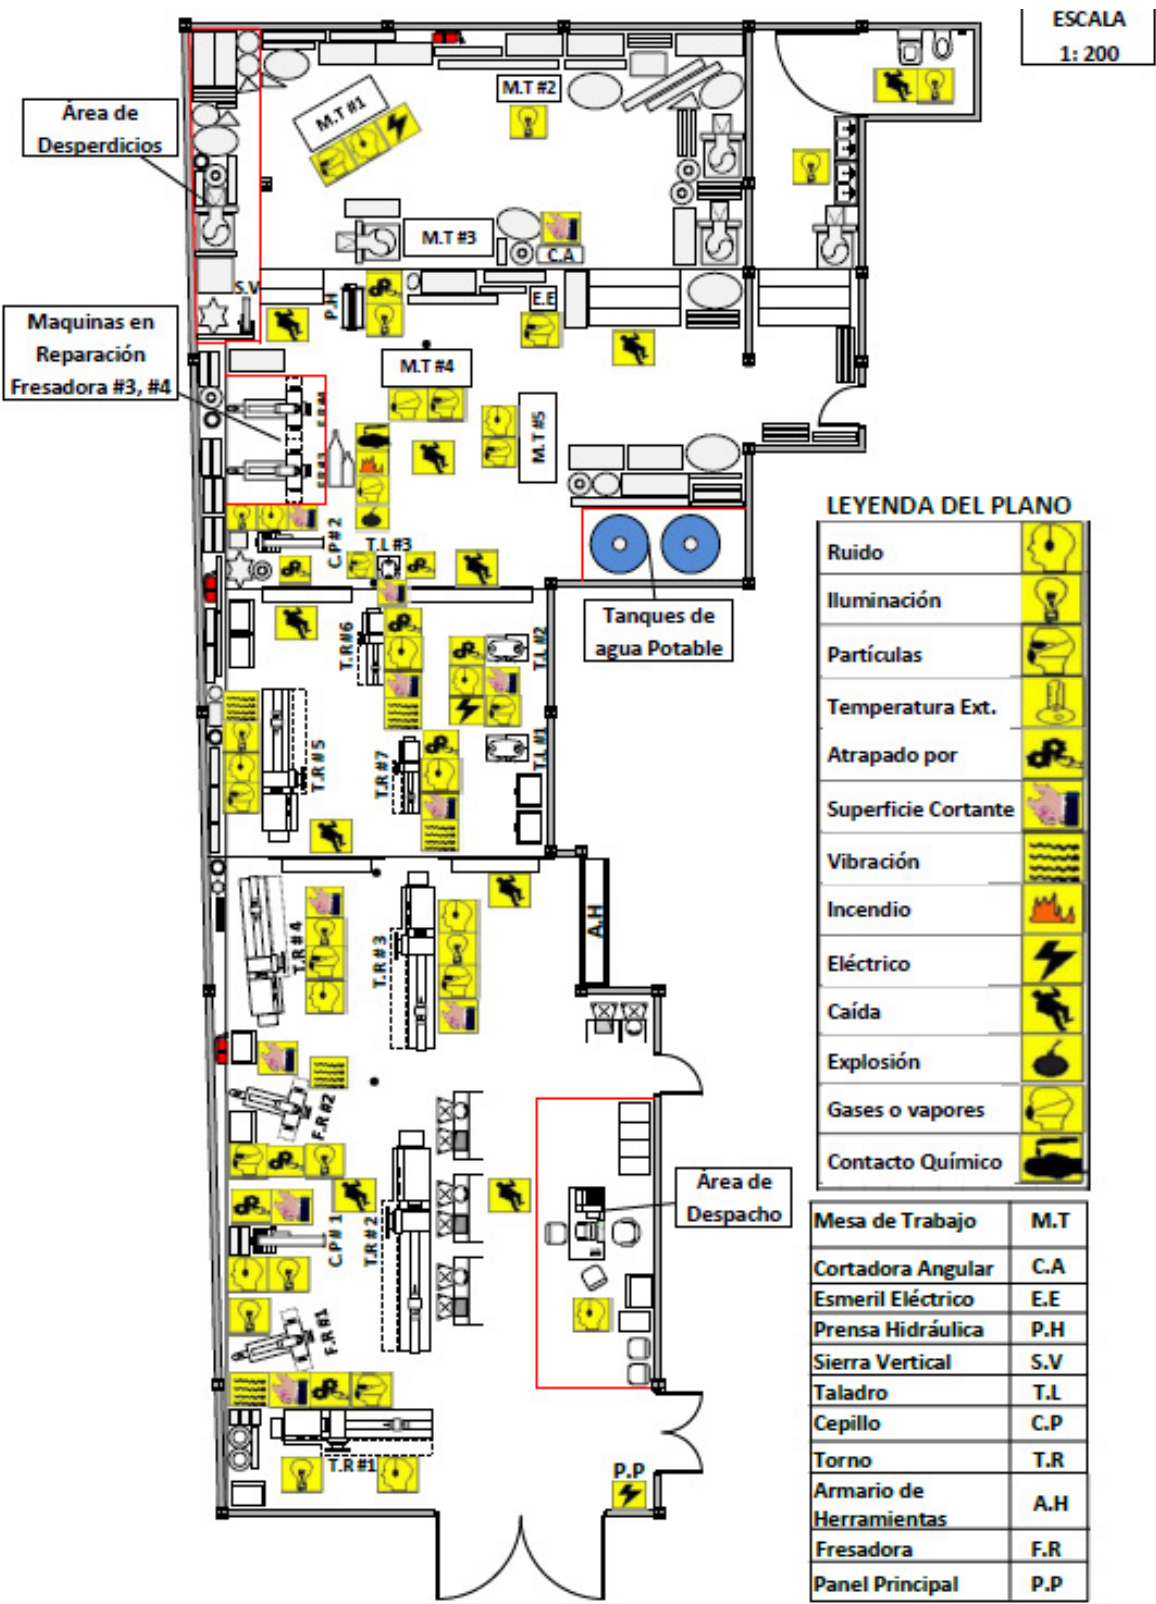 ESCALA
1: 200
M.T #1
M.T #2
Área de
Desperdicios
M.T #3
C.A
S.V
P.H
E.E
Maquinas en
Reparación
Fresadora #3, #4
M.T #4
M.T #5
C.P# 2
T.L #3
Tanques de
agua Potable
T.R#6
T.L #2
T.R #5
T.R #7
T.L #1
T.R #4
T.R #3
A.H
F.R #2
C.P# 1
T.R #2
Área de
Despacho
F.R #1
T.R #1
P.P
LEYENDA DEL PLANO
Ruido
Iluminación
Partículas
Temperatura Ext.
Atrapado por
Superficie Cortante
Vibración
Incendio
Eléctrico
Caída
Explosión
Gases o vapores
Contacto Químico
Mesa de Trabajo M.T
Cortadora Angular C.A
Esmeril Eléctrico E.E
Prensa Hidráulica P.H
Sierra Vertical S.V
Taladro T.L
Cepillo C.P
Torno T.R
Armario de
Herramientas A.H
Fresadora F.R
Panel Principal P.P